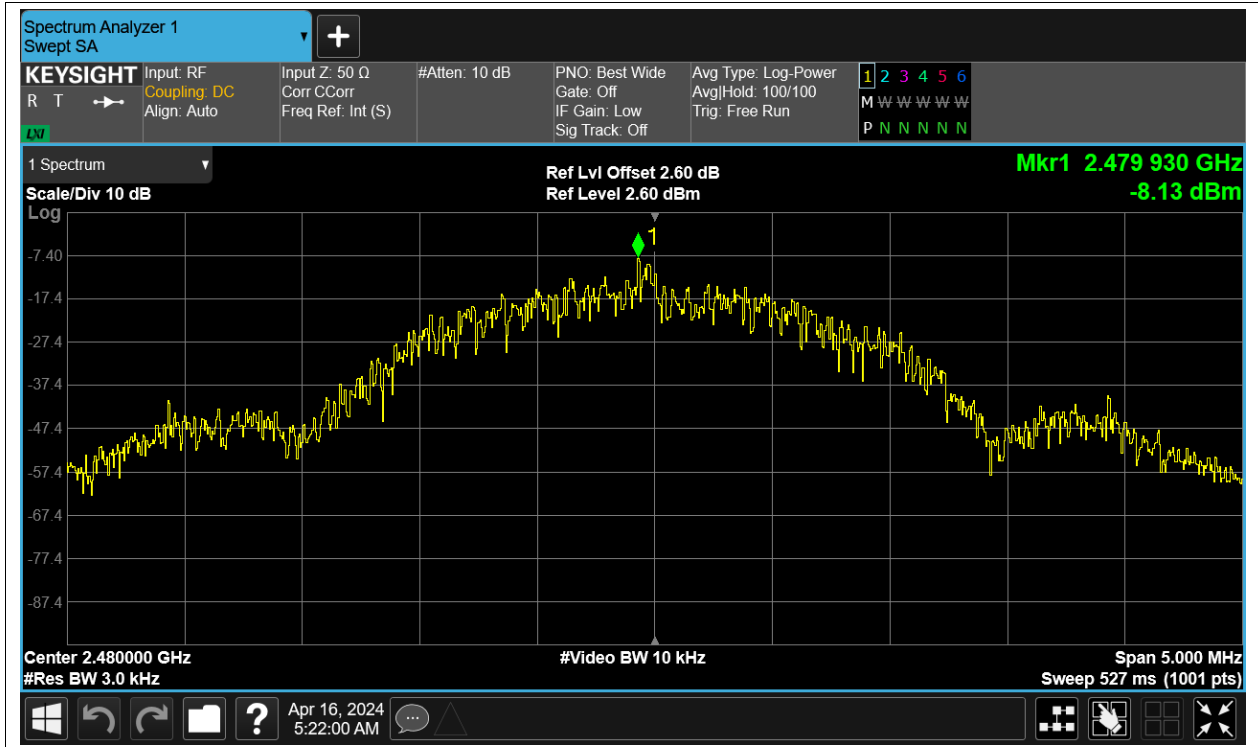 Spectrum Analyzer 1
Swept SA
+
KEYSIGHT
R T
LXI
Input: RF
Coupling: DC
Align: Auto
Input Z: 50 Ω
Corr CCorr
Freq Ref: Int (S)
#Atten: 10 dB
PNO: Best Wide
Gate: Off
IF Gain: Low
Sig Track: Off
Avg Type: Log-Power
Avg|Hold: 100/100
Trig: Free Run
1 2 3 4 5 6
M W W W W W W
P N N N N N N
1 Spectrum
Scale/Div 10 dB
Log
Ref Lvl Offset 2.60 dB
Ref Level 2.60 dBm
Mkr1 2.479 930 GHz
-8.13 dBm
1
-7.40
-17.4
-27.4
-37.4
-47.4
-57.4
-67.4
-77.4
-87.4
Center 2.480000 GHz
#Res BW 3.0 kHz
#Video BW 10 kHz
Span 5.000 MHz
Sweep 527 ms (1001 pts)
?
Apr 16, 2024
5:22:00 AM